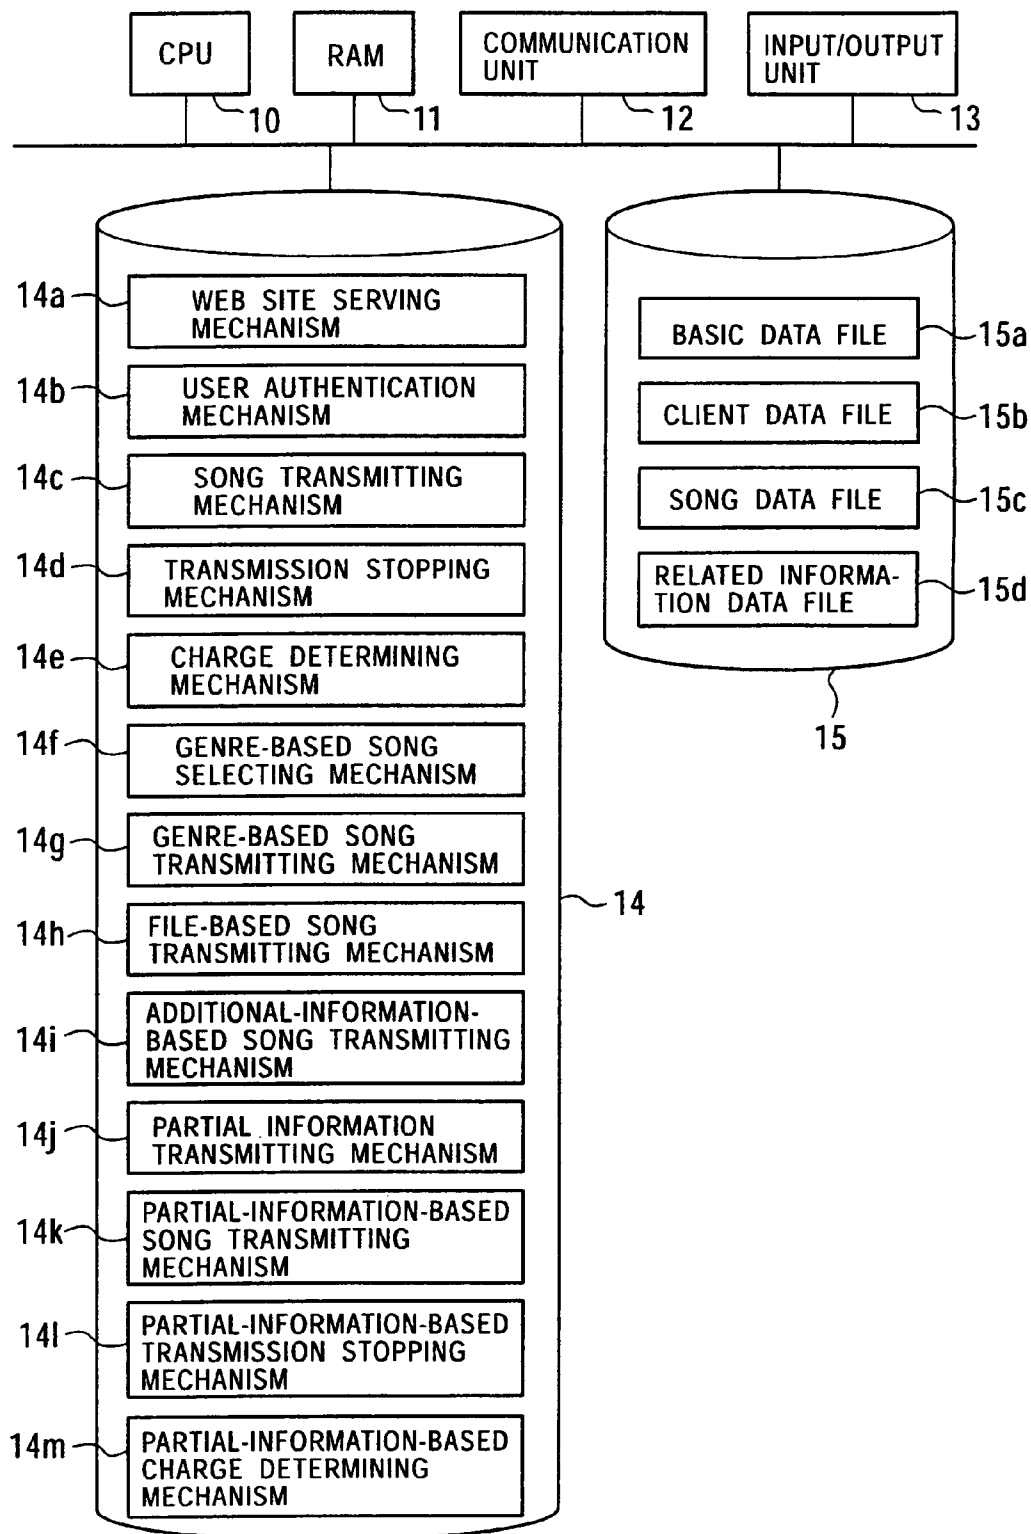 CPU
RAM
COMMUNICATION
UNIT
INPUT/OUTPUT
UNIT
10
11
12
13
14a
WEB SITE SERVING
MECHANISM
14b
USER AUTHENTICATION
MECHANISM
14c
SONG TRANSMITTING
MECHANISM
14d
TRANSMISSION STOPPING
MECHANISM
14e
CHARGE DETERMINING
MECHANISM
14f
GENRE-BASED SONG
SELECTING MECHANISM
14g
GENRE-BASED SONG
TRANSMITTING MECHANISM
14h
FILE-BASED SONG
TRANSMITTING MECHANISM
14i
ADDITIONAL-INFORMATION-
BASED SONG TRANSMITTING
MECHANISM
14j
PARTIAL INFORMATION
TRANSMITTING MECHANISM
14k
PARTIAL-INFORMATION-BASED
SONG TRANSMITTING
MECHANISM
14l
PARTIAL-INFORMATION-BASED
TRANSMISSION STOPPING
MECHANISM
14m
PARTIAL-INFORMATION-BASED
CHARGE DETERMINING
MECHANISM
14
BASIC DATA FILE
15a
CLIENT DATA FILE
15b
SONG DATA FILE
15c
RELATED INFORMA-
TION DATA FILE
15d
15